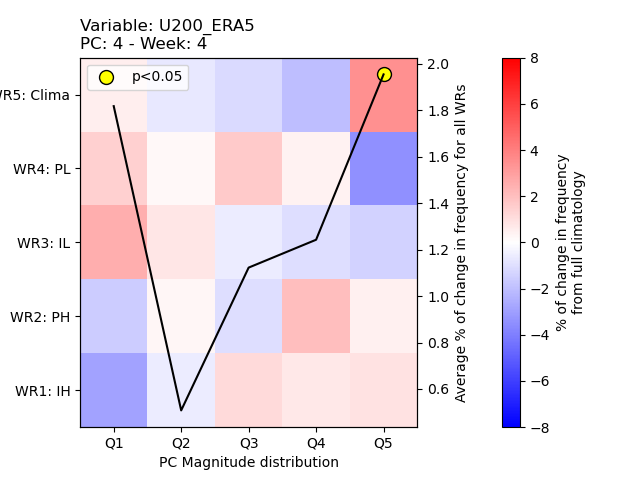 Variable: U200_ERA5
PC: 4 - Week: 4
p<0.05
WR5: Clima
WR4: PL
WR3: IL
WR2: PH
WR1: IH
Q1 Q2 Q3 Q4 Q5
PC Magnitude distribution
2.0
1.8
1.6
1.4
1.2
1.0
0.8
0.6
Average % of change in frequency for all WRs
8
6
4
2
0
−2
−4
−6
−8
% of change in frequency
from full climatology